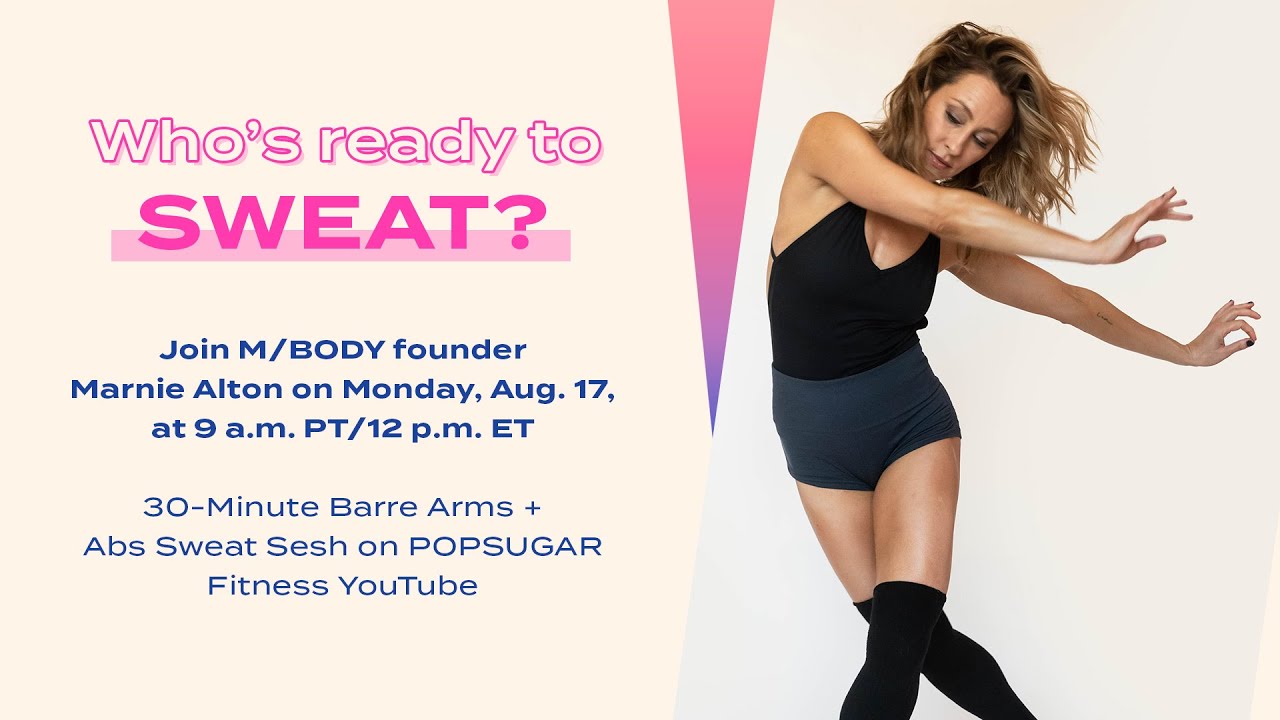 Who's ready to
SWEAT?
Join M/BODY founder
Marnie Alton on Monday, Aug. 17,
at 9 a.m. PT/12 p.m. ET
30-Minute Barre Arms +
Abs Sweat Sesh on POPSUGAR
Fitness YouTube